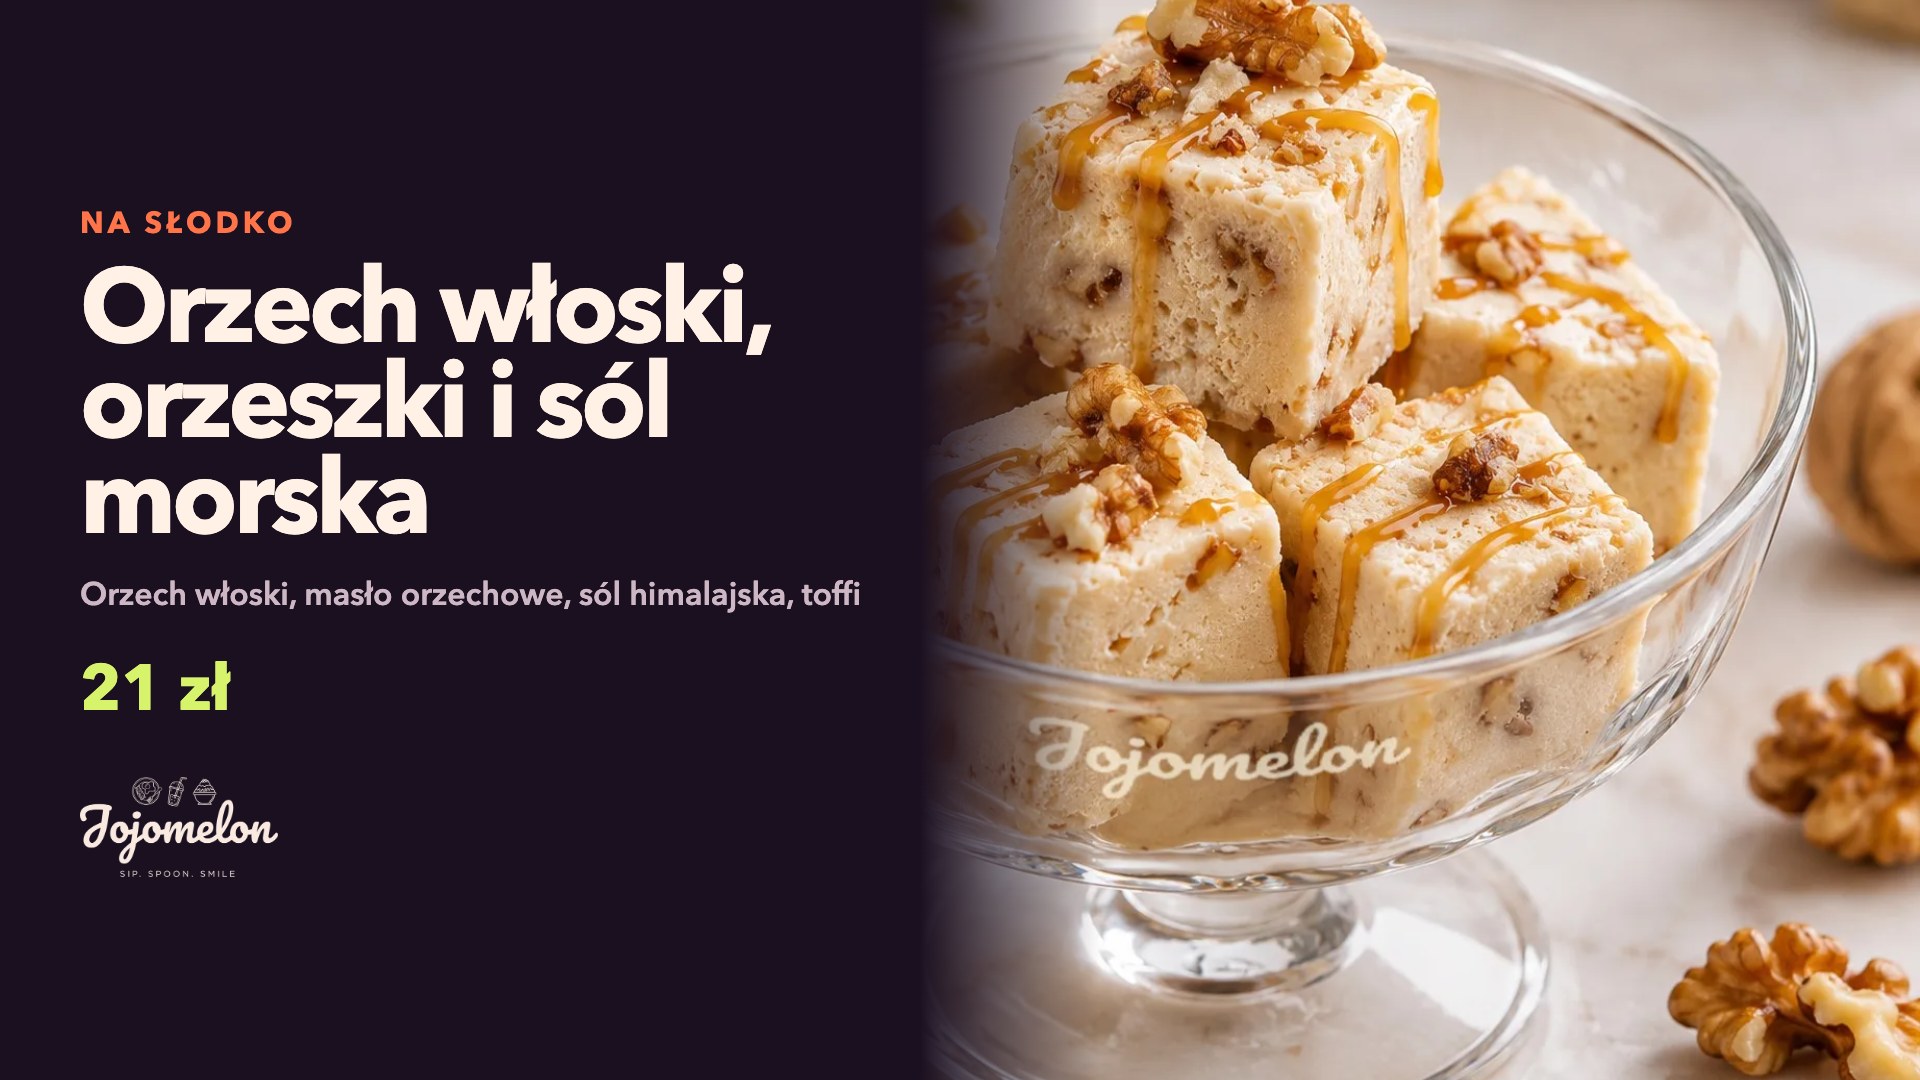 NA SŁODKO
Orzech włoski,
orzeszki i sól
morska
Orzech włoski, masło orzechowe, sól himalajska, toffi
21 zł
Jojomelon
SIP. SPOON. SMILE
Jojomelon